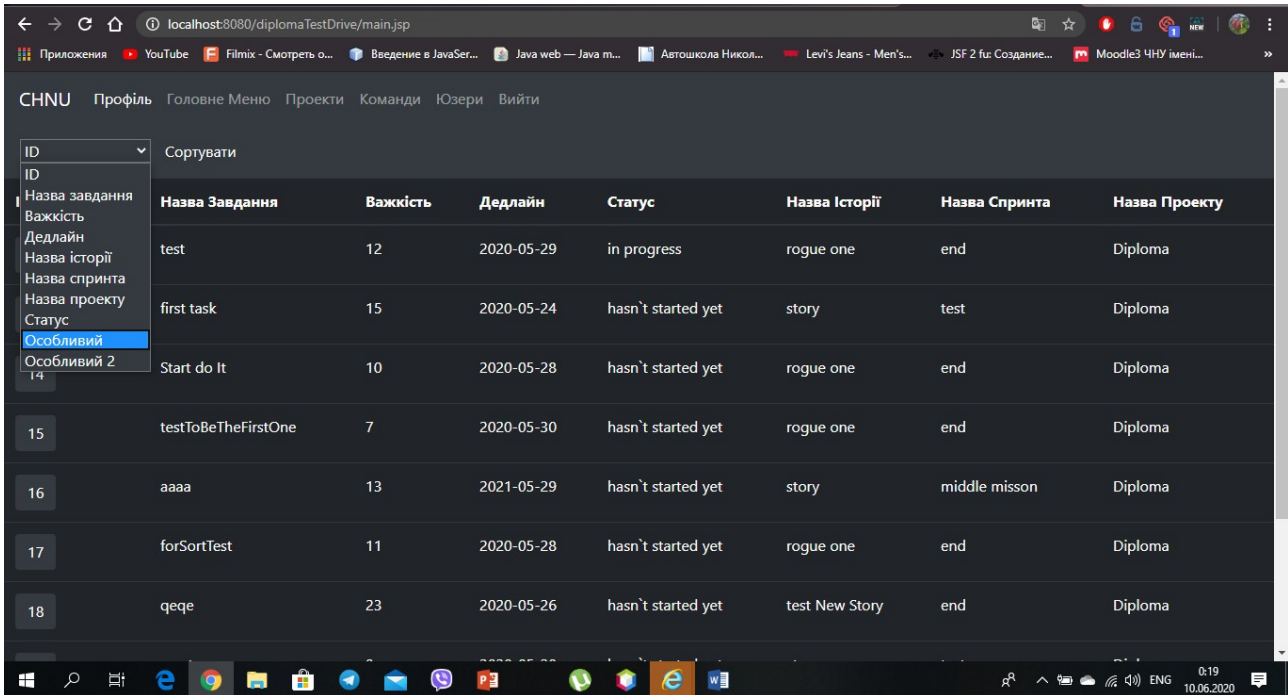 localhost:8080/diplomaTestDrive/main.jsp
Приложения YouTube Filmix - Смотреть о... Введение в JavaSer... Java web — Java m... Автошкола Никол... Levi's Jeans - Men's... JSF 2 fu: Создание... Moodle3 ЧНУ імені... »
CHNU Профіль Головне Меню Проекти Команди Юзери Вийти
ID Сортувати
ID
Назва завдання
Важкість
Дедлайн
Назва історії
Назва спринта
Назва проекту
Статус
Особливий
Особливий 2
Назва Завдання Важкість Дедлайн Статус Назва Історії Назва Спринта Назва Проекту
test 12 2020-05-29 in progress rogue one end Diploma
first task 15 2020-05-24 hasn`t started yet story test Diploma
14 Start do It 10 2020-05-28 hasn`t started yet rogue one end Diploma
15 testToBeTheFirstOne 7 2020-05-30 hasn`t started yet rogue one end Diploma
16 aaaa 13 2021-05-29 hasn`t started yet story middle misson Diploma
17 forSortTest 11 2020-05-28 hasn`t started yet rogue one end Diploma
18 qeqe 23 2020-05-26 hasn`t started yet test New Story end Diploma
ENG 0:19
10.06.2020